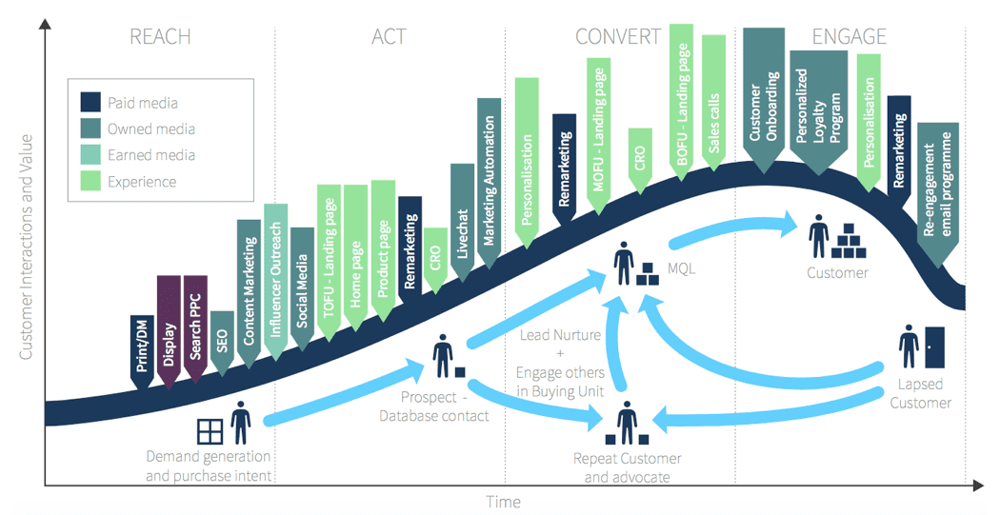 REACH
ACT
CONVERT
ENGAGE
Paid media
Owned media
Earned media
Experience
Customer Interactions and Value
Print/DM
Display
Search PPC
SEO
Content Marketing
Influencer Outreach
Social Media
TOFU - Landing page
Home page
Product page
Remarketing
CRO
Livechat
Marketing Automation
Personalisation
Remarketing
MOFU - Landing page
CRO
BOFU - Landing page
Sales calls
Customer
Onboarding
Personalized
Loyalty
Program
Personalisation
Remarketing
Re-engagement
email programme
MQL
Customer
Lead Nurture
+
Engage others
in Buying Unit
Prospect -
Database contact
Lapsed
Customer
Demand generation
and purchase intent
Repeat Customer
and advocate
Time